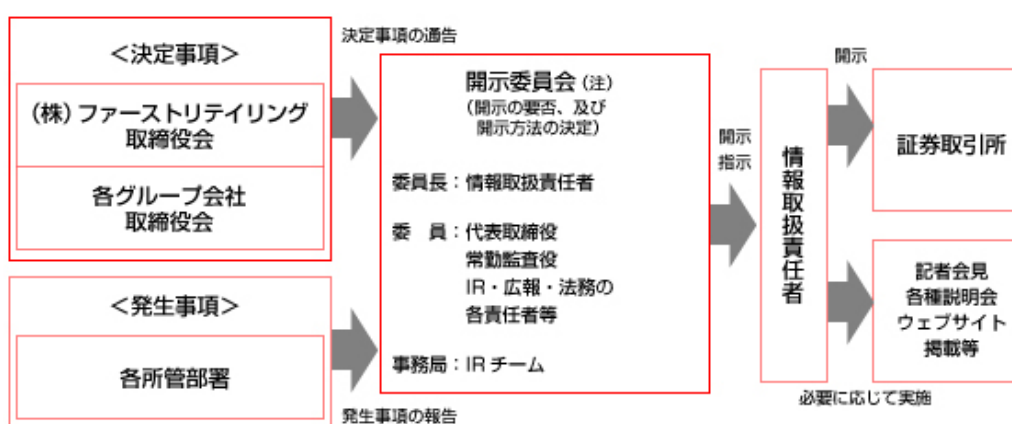 <決定事項>
(株)ファーストリテイリング
取締役会
各グループ会社
取締役会
<発生事項>
各所管部署
決定事項の通告
発生事項の報告
開示委員会(注)
(開示の要否、及び
開示方法の決定)
委員長:情報取扱責任者
委 員:代表取締役
常勤監査役
IR・広報・法務の
各責任者等
事務局:IRチーム
開示
指示
情報取扱責任者
開示
証券取引所
記者会見
各種説明会
ウェブサイト
掲載等
必要に応じて実施